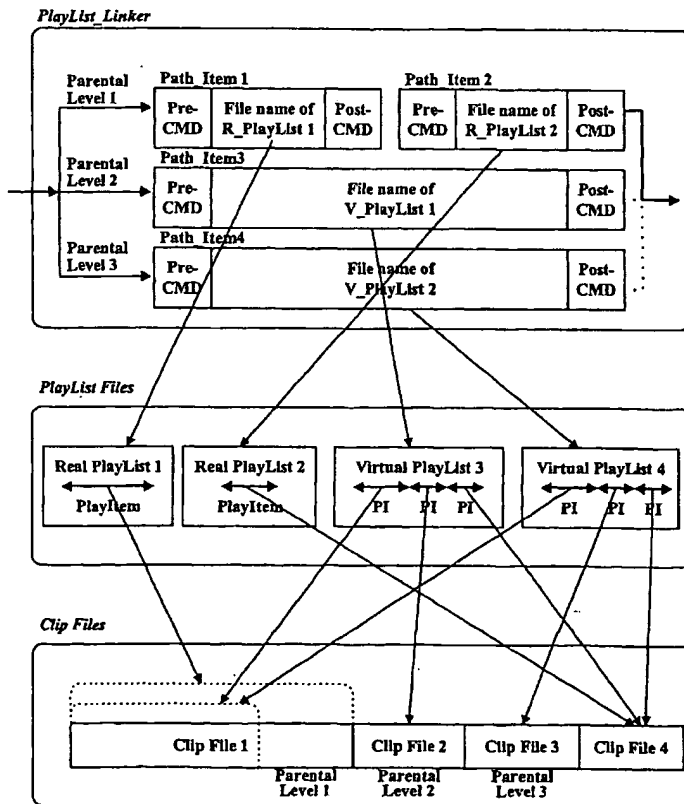 PlayList_Linker
Parental
Level 1
Path_Item 1
Pre-
CMD
File name of
R_PlayList 1
Post-
CMD
Path_Item 2
Pre-
CMD
File name of
R_PlayList 2
Post-
CMD
Parental
Level 2
Path_Item3
Pre-
CMD
File name of
V_PlayList 1
Post-
CMD
Parental
Level 3
Path_Item4
Pre-
CMD
File name of
V_PlayList 2
Post-
CMD
PlayList Files
Real PlayList 1
PlayItem
Real PlayList 2
PlayItem
Virtual PlayList 3
PI PI PI
Virtual PlayList 4
PI PI PI
Clip Files
Clip File 1
Clip File 2
Clip File 3
Clip File 4
Parental
Level 1
Parental
Level 2
Parental
Level 3